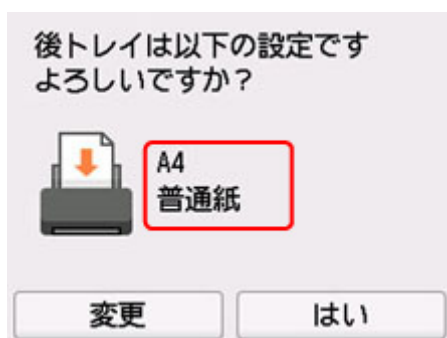 後トレイは以下の設定です
よろしいですか？
A4
普通紙
変更
はい